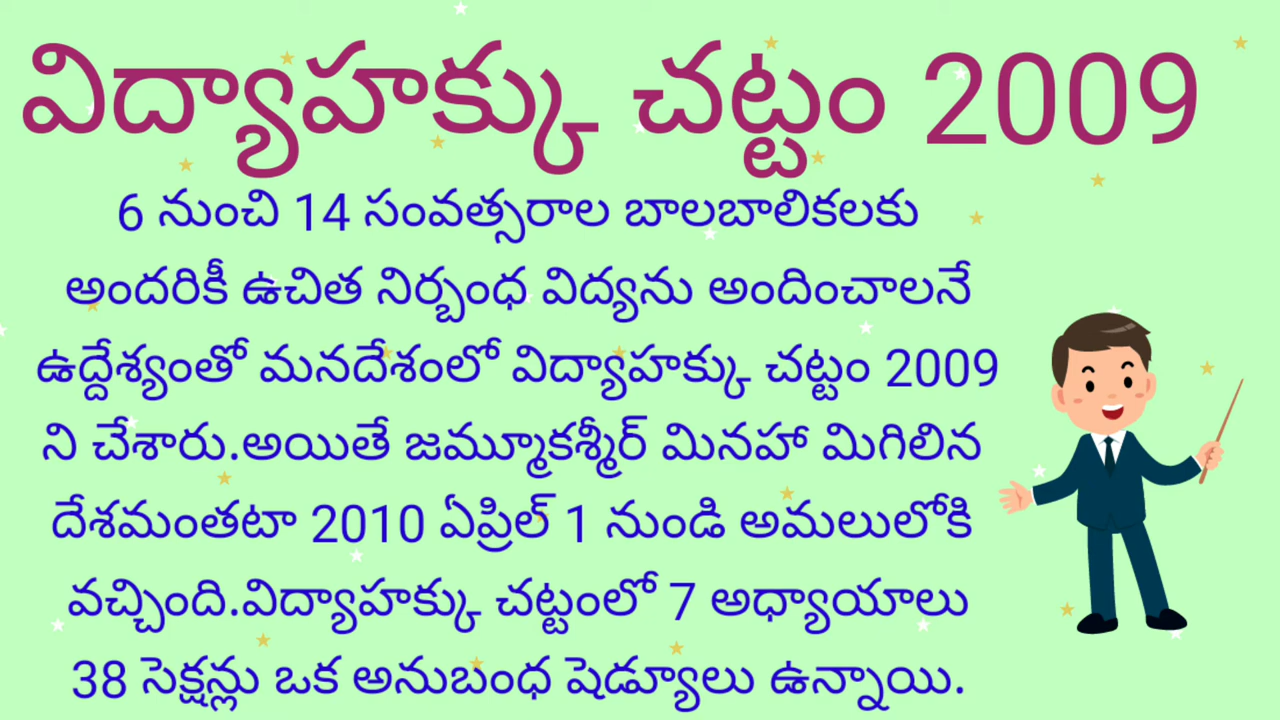 విద్యాహక్కు చట్టం 2009
6 నుంచి 14 సంవత్సరాల బాలబాలికలకు
అందరికీ ఉచిత నిర్బంధ విద్యను అందించాలనే
ఉద్దేశ్యంతో మనదేశంలో విద్యాహక్కు చట్టం 2009
ని చేశారు.అయితే జమ్మూకశ్మీర్ మినహా మిగిలిన
దేశమంతటా 2010 ఏప్రిల్ 1 నుండి అమలులోకి
వచ్చింది.విద్యాహక్కు చట్టంలో 7 అధ్యాయాలు
38 సెక్షన్లు ఒక అనుబంధ షెడ్యూలు ఉన్నాయి.